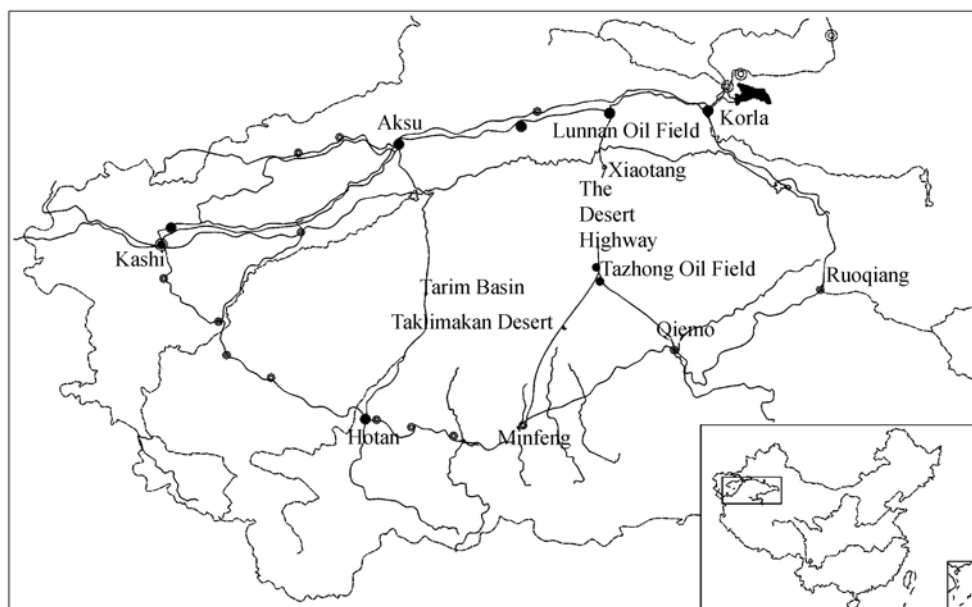 Aksu
Lunnan Oil Field
Korla
Xiaotang
The
Desert
Highway
Kashi
Tazhong Oil Field
Ruoqiang
Tarim Basin
Taklimakan Desert
Qiemo
Hotan
Minfeng